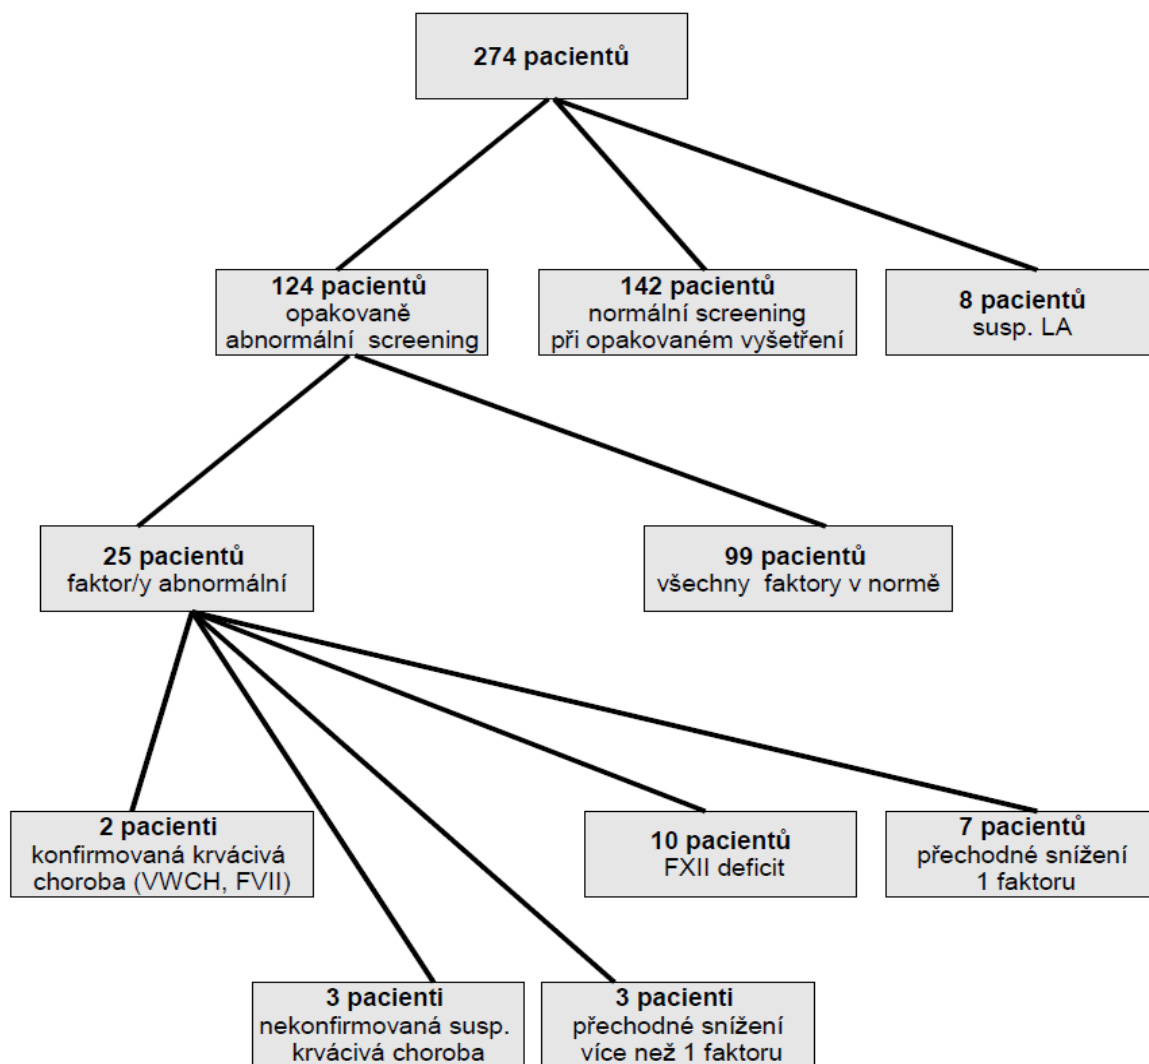 274 pacientů
124 pacientů
opakovaně
abnormální screening
142 pacientů
normální screening
při opakovaném vyšetření
8 pacientů
susp. LA
25 pacientů
faktor/y abnormální
99 pacientů
všechny faktory v normě
2 pacienti
konfirmovaná krvácivá
choroba (VWCH, FVII)
10 pacientů
FXII deficit
7 pacientů
přechodné snížení
1 faktoru
3 pacienti
nekonfirmovaná susp.
krvácivá choroba
3 pacienti
přechodné snížení
více než 1 faktoru